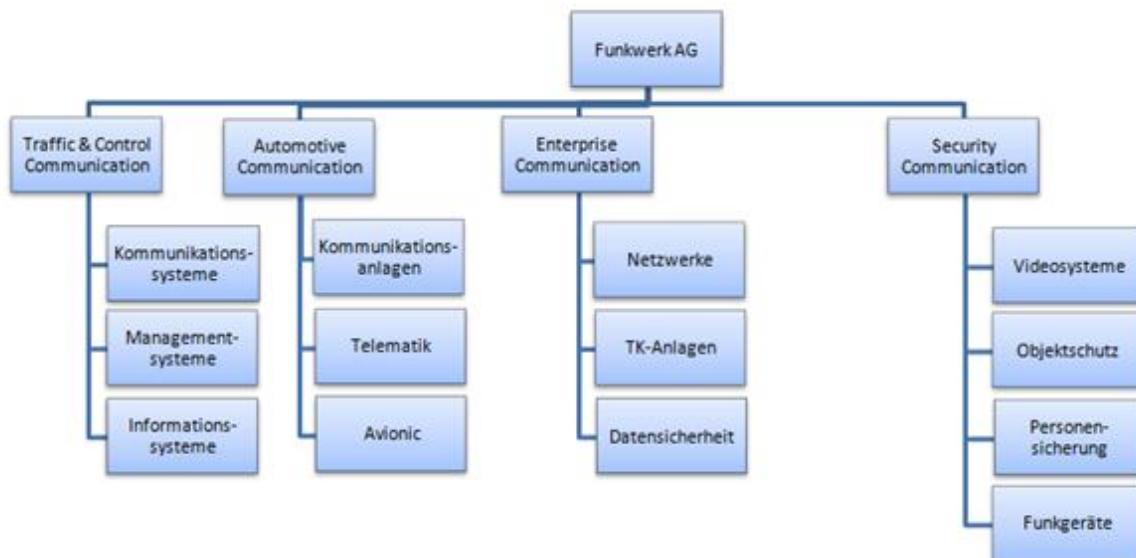 Funkwerk AG
Traffic & Control
Communication
Automotive
Communication
Enterprise
Communication
Security
Communication
Kommunikations-
systeme
Management-
systeme
Informations-
systeme
Kommunikations-
anlagen
Telematik
Avionic
Netzwerke
TK-Anlagen
Datensicherheit
Videosysteme
Objektschutz
Personen-
sicherung
Funkgeräte